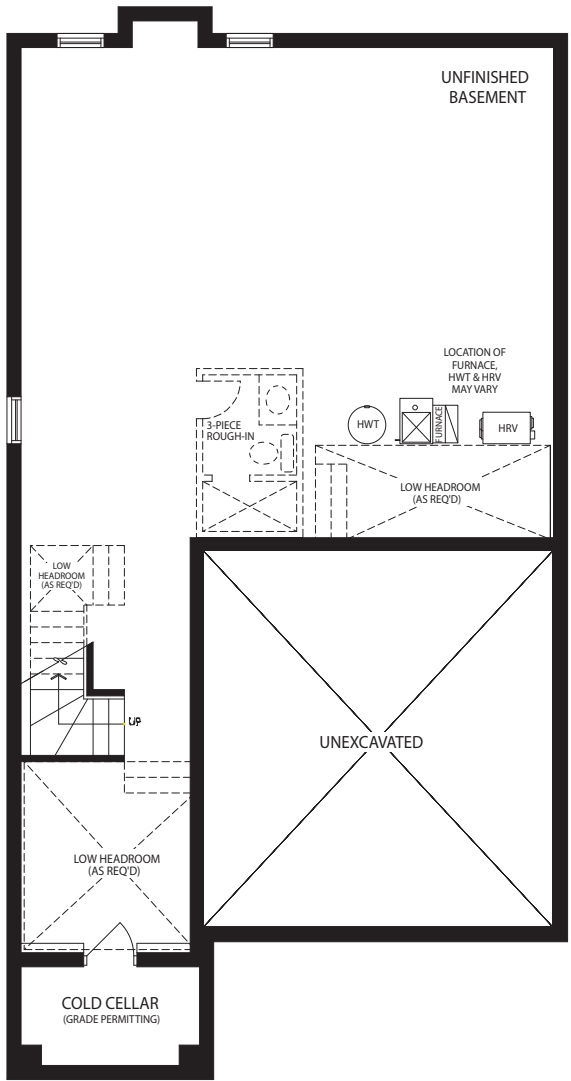 UNFINISHED
BASEMENT
LOCATION OF
FURNACE,
HWT & HRV
MAY VARY
3-PIECE
ROUGH-IN
HWT
FURNACE
HRV
LOW HEADROOM
(AS REQ'D)
LOW
HEADROOM
(AS REQ'D)
UP
UNEXCAVATED
LOW HEADROOM
(AS REQ'D)
COLD CELLAR
(GRADE PERMITTING)